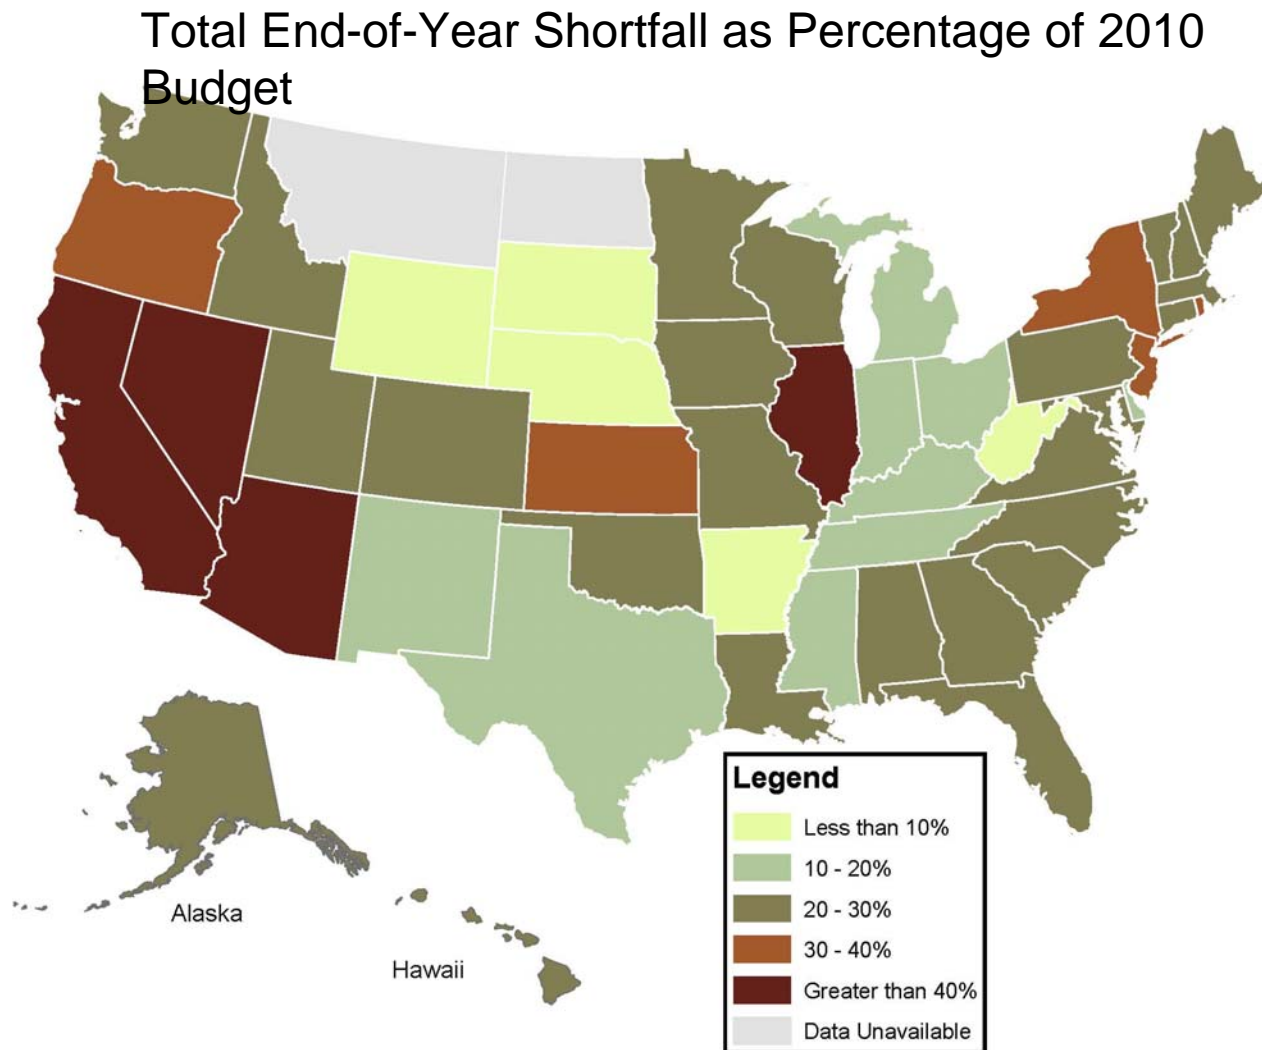 Total End-of-Year Shortfall as Percentage of 2010
Budget
Legend
Less than 10%
10 - 20%
20 - 30%
30 - 40%
Greater than 40%
Data Unavailable
Alaska
Hawaii